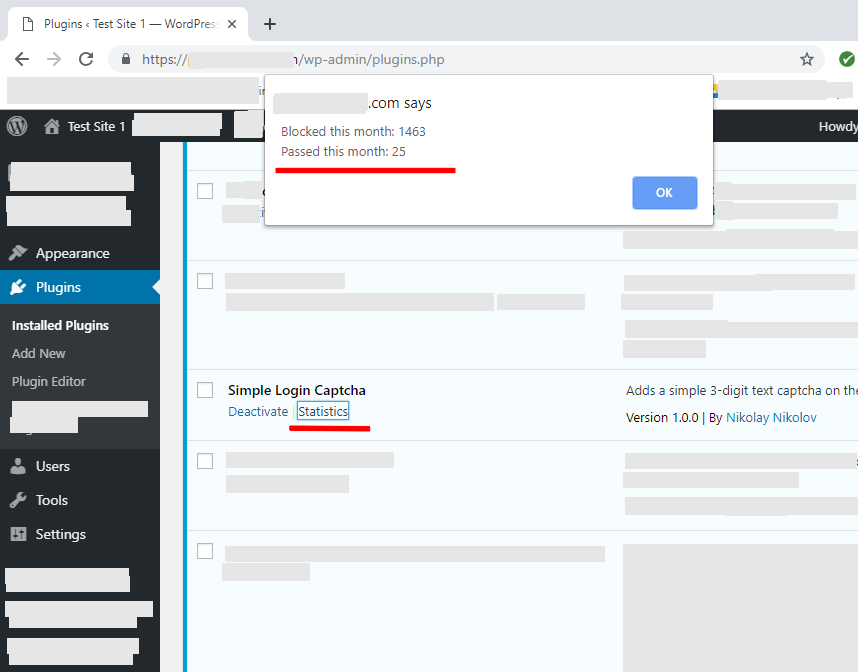 Plugins ‹ Test Site 1 — WordPres
https:/ /wp-admin/plugins.php
.com says
Blocked this month: 1463
Passed this month: 25
OK
Test Site 1
Howdy
Appearance
Plugins
Installed Plugins
Add New
Plugin Editor
Users
Tools
Settings
Simple Login Captcha
Deactivate | Statistics
Adds a simple 3-digit text captcha on the
Version 1.0.0 | By Nikolay Nikolov